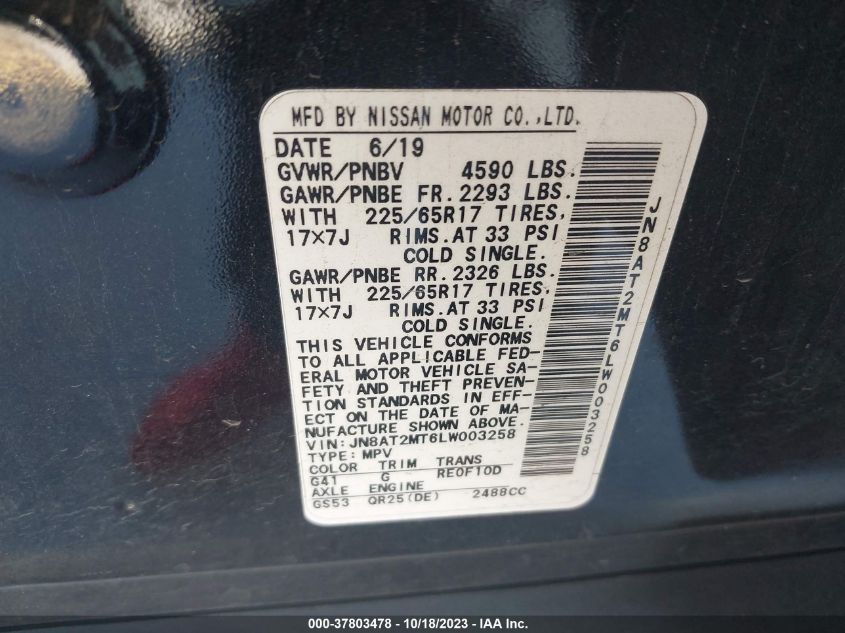 MFD BY NISSAN MOTOR CO.,LTD.
DATE 6/19
GVWR/PNBV 4590 LBS.
GAWR/PNBE FR. 2293 LBS.
WITH 225/65R17 TIRES,
17×7J RIMS.AT 33 PSI
COLD SINGLE.
GAWR/PNBE RR. 2326 LBS.
WITH 225/65R17 TIRES,
17×7J RIMS.AT 33 PSI
COLD SINGLE.
THIS VEHICLE CONFORMS
TO ALL APPLICABLE FED-
ERAL MOTOR VEHICLE SA-
FETY AND THEFT PREVEN-
TION STANDARDS IN EFF-
ECT ON THE DATE OF MA-
NUFACTURE SHOWN ABOVE.
VIN:JN8AT2MT6LW003258
TYPE:MPV
COLOR TRIM TRANS
G41 G RE0F10D
AXLE ENGINE
GS53 QR25(DE) 2488CC
JN8AT2MT6LW003258
000-37803478 - 10/18/2023 - IAA Inc.